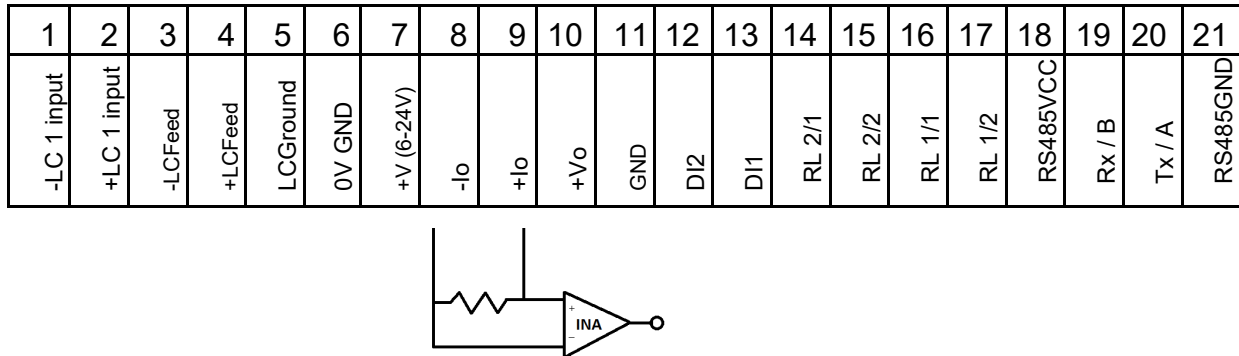 1 2 3 4 5 6 7 8 9 10 11 12 13 14 15 16 17 18 19 20 21
-LC 1 input
+LC 1 input
-LCFeed
+LCFeed
LCGround
0V GND
+V (6-24V)
-Io
+Io
+Vo
GND
DI2
DI1
RL 2/1
RL 2/2
RL 1/1
RL 1/2
RS485VCC
Rx / B
Tx / A
RS485GND
+
INA
−